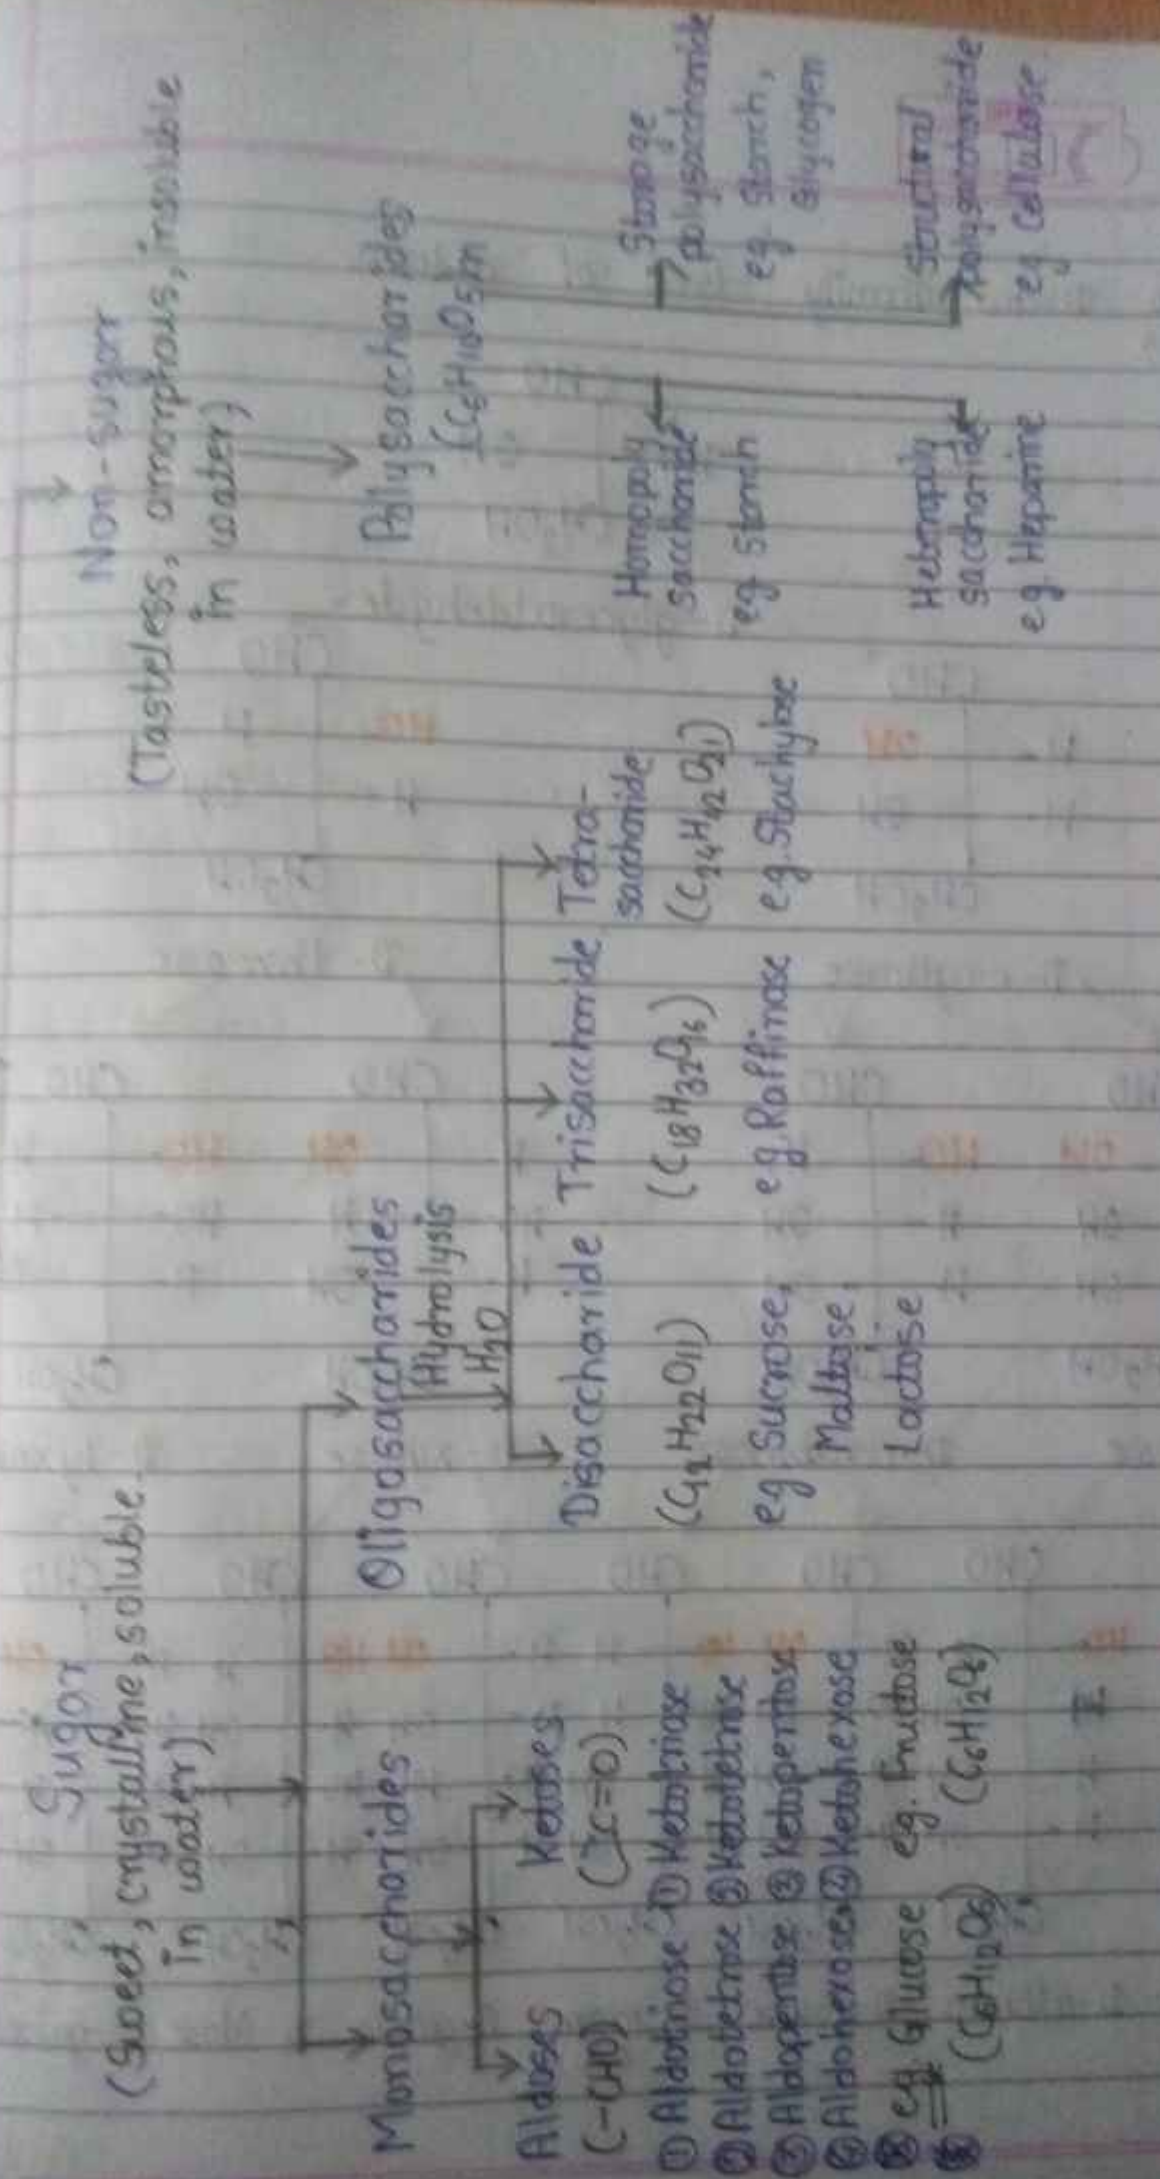 Sugar
(Sweet, crystalline, soluble
in water)
Monosaccharides
Aldoses
(-CHO)
① Aldotriose
② Aldotetrose
③ Aldopentose
④ Aldohexose
eg Glucose
(C6H12O6)
Ketoses
(C=O)
① Ketotriose
② Ketotetrose
③ Ketopentose
④ Ketohexose
eg. Fructose
(C6H12O6)
Oligosaccharides
Hydrolysis
H2O
Disaccharide
(C12H22O11)
eg. Sucrose,
Maltose,
Lactose
Trisaccharide
(C18H32O16)
eg. Raffinose
Tetra-
saccharide
(C24H42O21)
eg. Stachylose
Non-sugar
(Tasteless, amorphous, insoluble
in water)
Polysaccharides
(C6H10O5)n
Homopoly
saccharide
eg. Starch
Heteropoly
saccharide
eg. Heparine
Storage
polysaccharide
eg. Starch,
Glycogen
Structural
polysaccharide
eg Cellulose